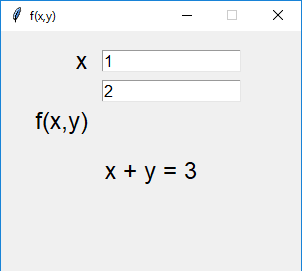 f(x,y)
x 1
2
f(x,y)
x + y = 3